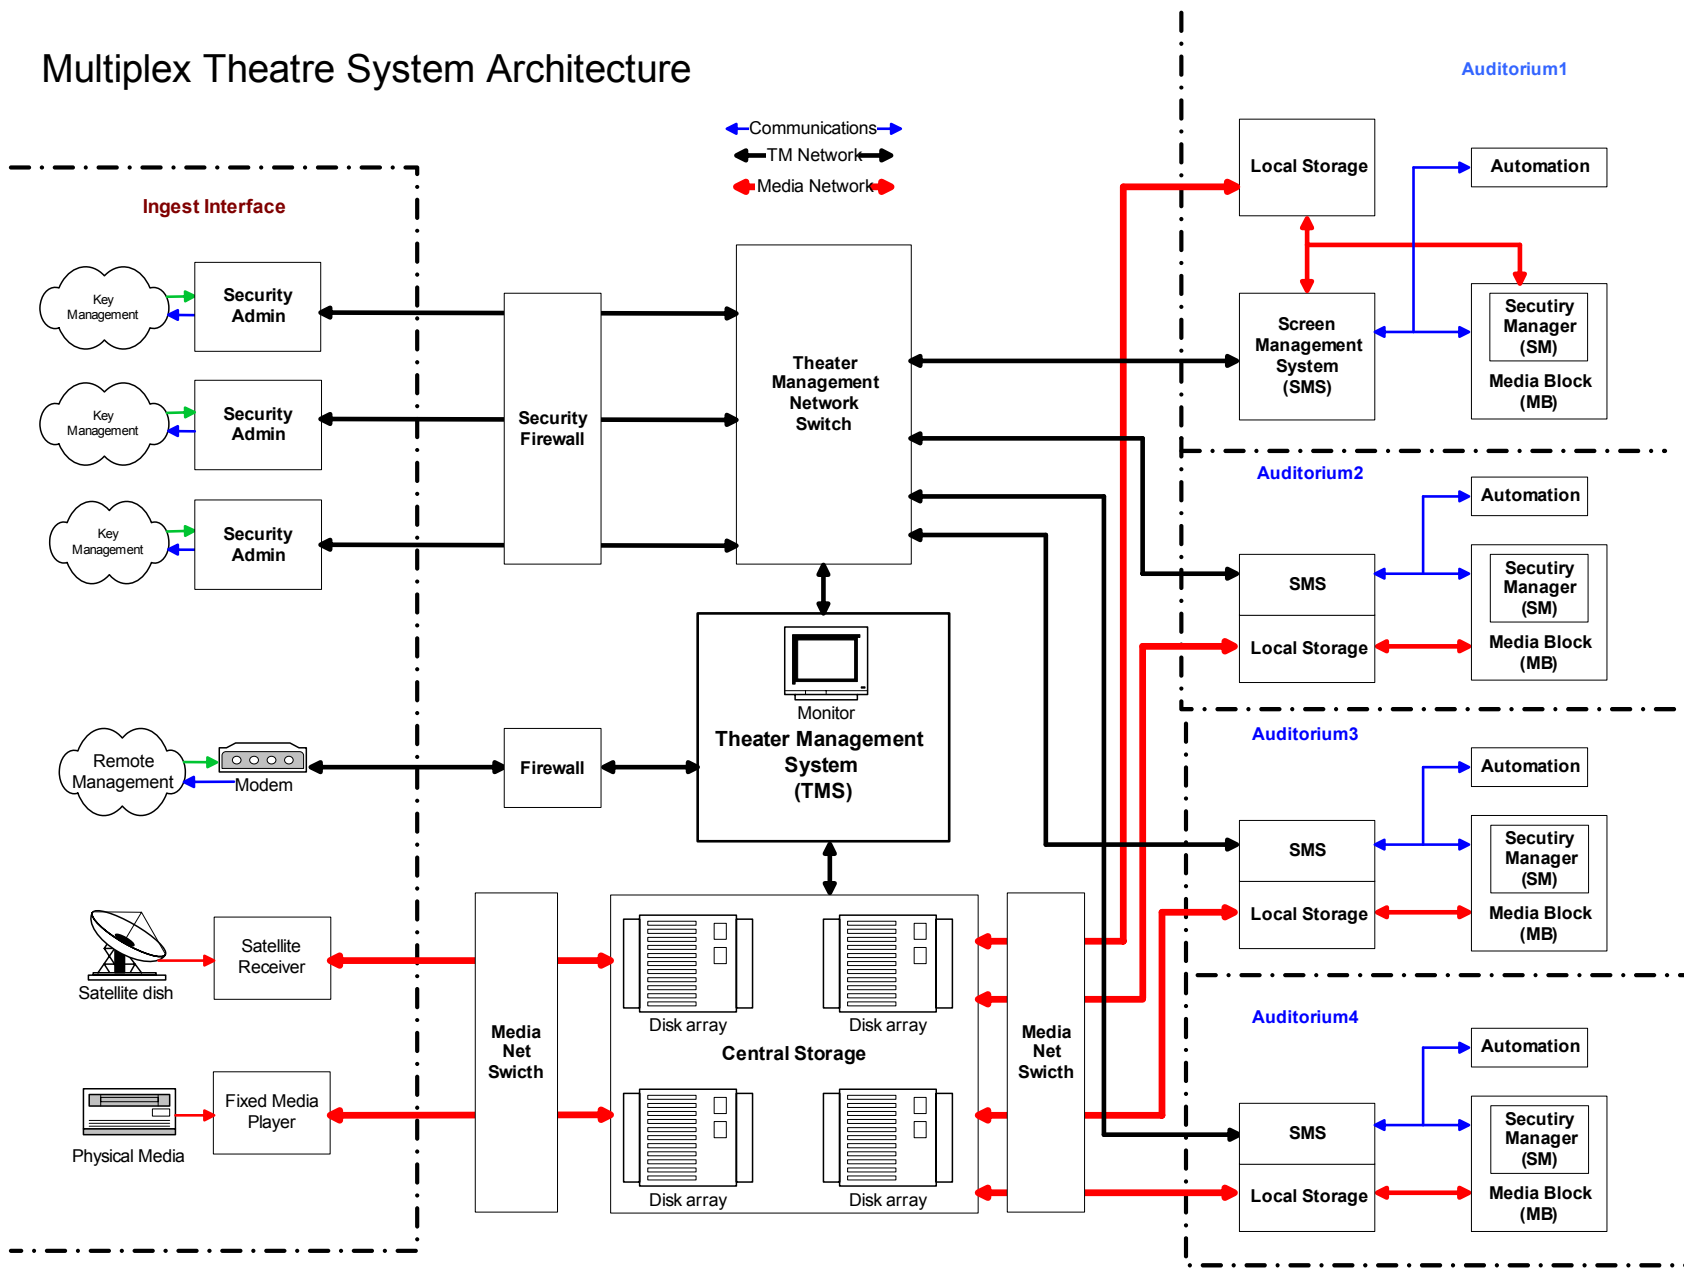 Multiplex Theatre System Architecture
Communications
TM Network
Media Network
Ingest Interface
Key
Management
Security
Admin
Key
Management
Security
Admin
Key
Management
Security
Admin
Security
Firewall
Theater
Management
Network
Switch
Monitor
Theater Management
System
(TMS)
Remote
Management
Modem
Firewall
Satellite dish
Satellite
Receiver
Physical Media
Fixed Media
Player
Media
Net
Swicth
Disk array
Disk array
Central Storage
Disk array
Disk array
Media
Net
Swicth
Auditorium1
Local Storage
Automation
Screen
Management
System
(SMS)
Secutiry
Manager
(SM)
Media Block
(MB)
Auditorium2
Automation
SMS
Local Storage
Secutiry
Manager
(SM)
Media Block
(MB)
Auditorium3
Automation
SMS
Local Storage
Secutiry
Manager
(SM)
Media Block
(MB)
Auditorium4
Automation
SMS
Local Storage
Secutiry
Manager
(SM)
Media Block
(MB)